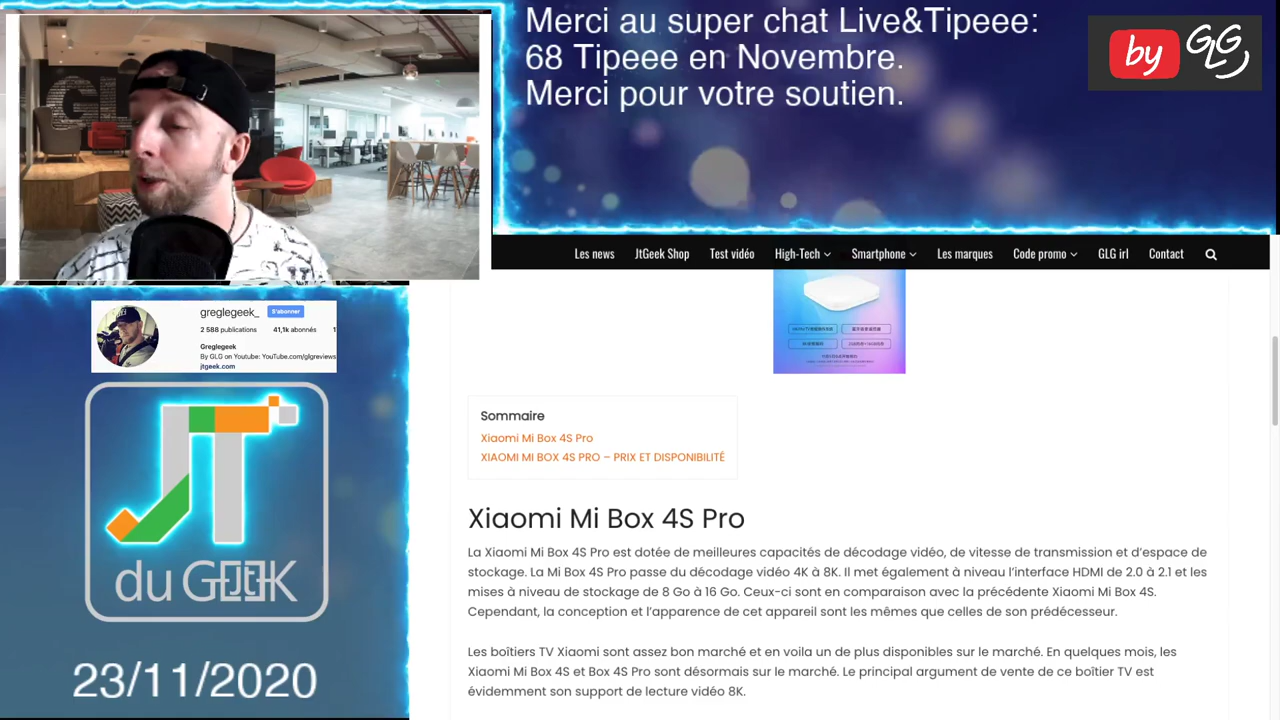 Merci au super chat Live&Tipeee:
68 Tipeee en Novembre.
Merci pour votre soutien.
by GLG
Les news JtGeek Shop Test vidéo High-Tech Smartphone Les marques Code promo GLG irl Contact
greglegeek_ S'abonner
2 588 publications 41,1k abonnés 1
Greglegeek
By GLG on Youtube: YouTube.com/glgreviews
jtgeek.com
JT
du GEEK
23/11/2020
Sommaire
Xiaomi Mi Box 4S Pro
XIAOMI MI BOX 4S PRO – PRIX ET DISPONIBILITÉ
Xiaomi Mi Box 4S Pro
La Xiaomi Mi Box 4S Pro est dotée de meilleures capacités de décodage vidéo, de vitesse de transmission et d'espace de
stockage. La Mi Box 4S Pro passe du décodage vidéo 4K à 8K. Il met également à niveau l'interface HDMI de 2.0 à 2.1 et les
mises à niveau de stockage de 8 Go à 16 Go. Ceux-ci sont en comparaison avec la précédente Xiaomi Mi Box 4S.
Cependant, la conception et l'apparence de cet appareil sont les mêmes que celles de son prédécesseur.
Les boîtiers TV Xiaomi sont assez bon marché et en voila un de plus disponibles sur le marché. En quelques mois, les
Xiaomi Mi Box 4S et Box 4S Pro sont désormais sur le marché. Le principal argument de vente de ce boîtier TV est
évidemment son support de lecture vidéo 8K.